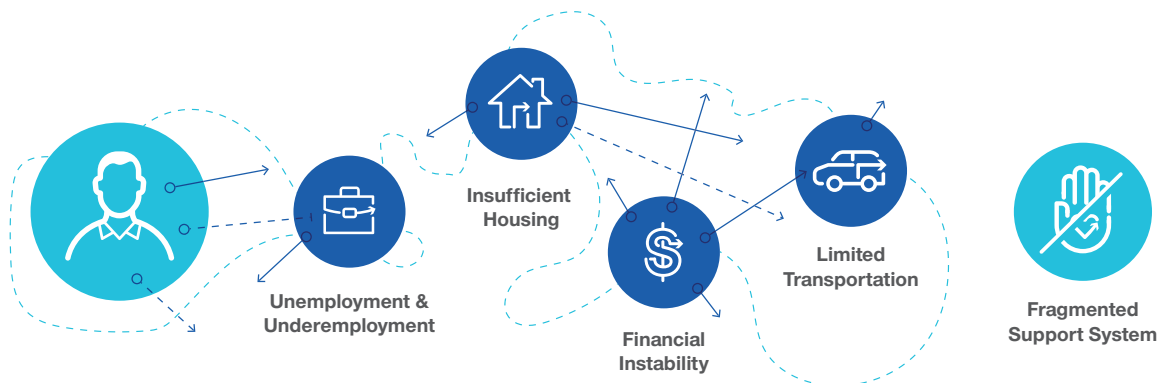 Unemployment &
Underemployment
Insufficient
Housing
$
Financial
Instability
Limited
Transportation
Fragmented
Support System